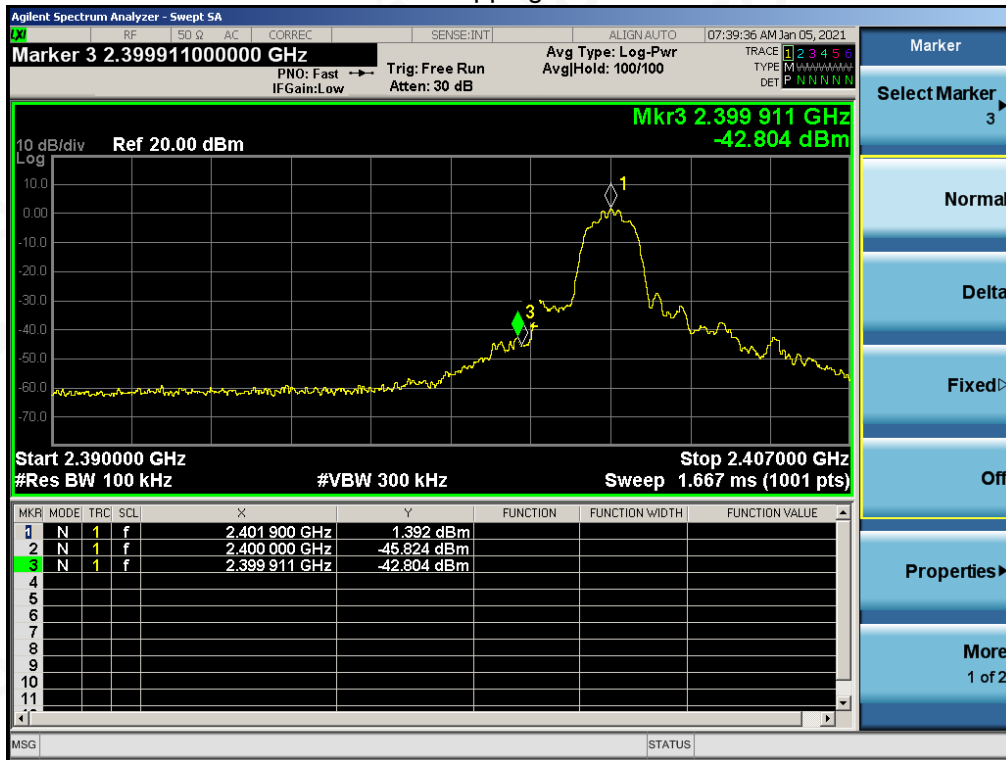 pping
Agilent Spectrum Analyzer - Swept SA
LXI RF 50 Ω AC CORREC SENSE:INT ALIGN AUTO 07:39:36 AM Jan 05, 2021
Marker 3 2.399911000000 GHz
PNO: Fast
IFGain:Low
Trig: Free Run
Atten: 30 dB
Avg Type: Log-Pwr
Avg|Hold: 100/100
TRACE 1 2 3 4 5 6
TYPE M
DET P N N N N N
Mkr3 2.399 911 GHz
-42.804 dBm
10 dB/div Ref 20.00 dBm
Log
10.0
0.00
-10.0
-20.0
-30.0
-40.0
-50.0
-60.0
-70.0
1
3
Start 2.390000 GHz Stop 2.407000 GHz
#Res BW 100 kHz #VBW 300 kHz Sweep 1.667 ms (1001 pts)
MKR MODE TRC SCL X Y FUNCTION FUNCTION WIDTH FUNCTION VALUE
1 N 1 f 2.401 900 GHz 1.392 dBm
2 N 1 f 2.400 000 GHz -45.824 dBm
3 N 1 f 2.399 911 GHz -42.804 dBm
4
5
6
7
8
9
10
11
MSG STATUS
Marker
Select Marker
3
Normal
Delta
Fixed
Off
Properties
More
1 of 2